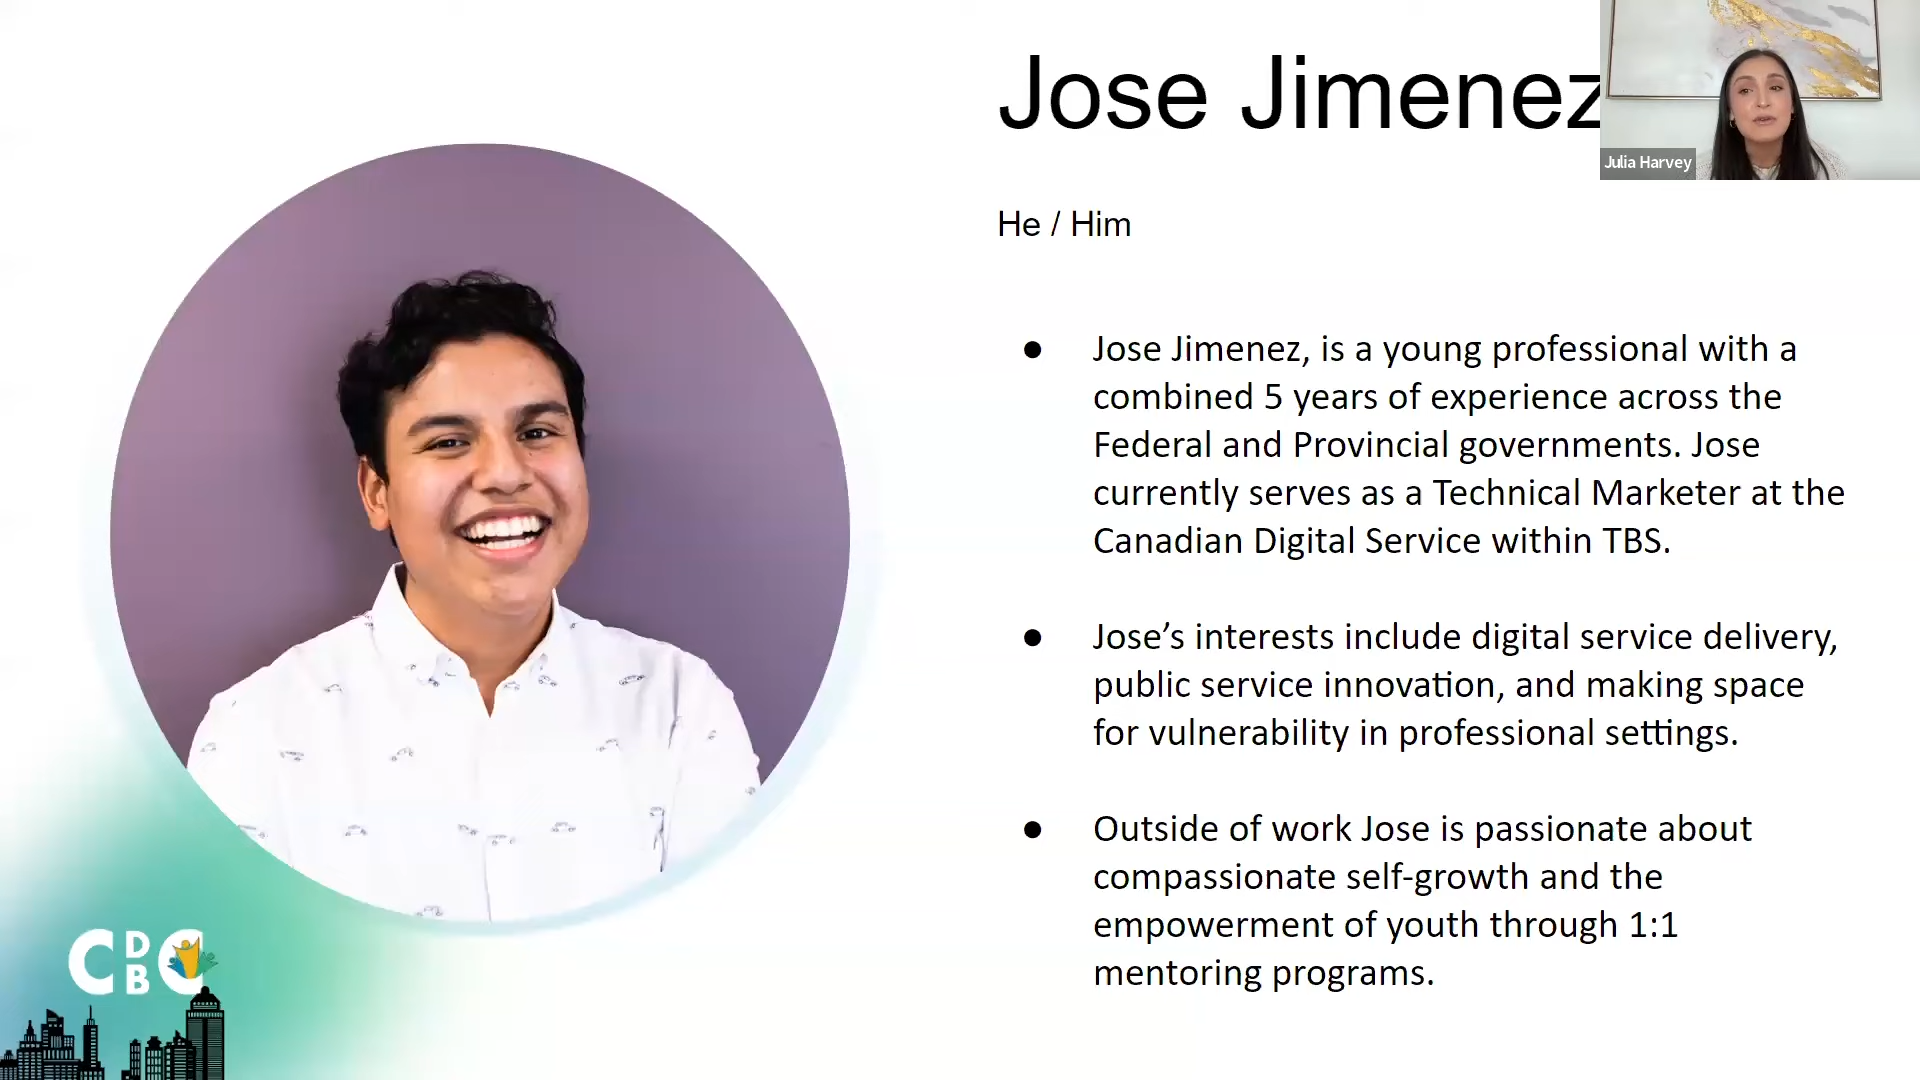 Jose Jimenez
Julia Harvey
He / Him
● Jose Jimenez, is a young professional with a
combined 5 years of experience across the
Federal and Provincial governments. Jose
currently serves as a Technical Marketer at the
Canadian Digital Service within TBS.
● Jose’s interests include digital service delivery,
public service innovation, and making space
for vulnerability in professional settings.
● Outside of work Jose is passionate about
compassionate self-growth and the
empowerment of youth through 1:1
mentoring programs.
CDBC